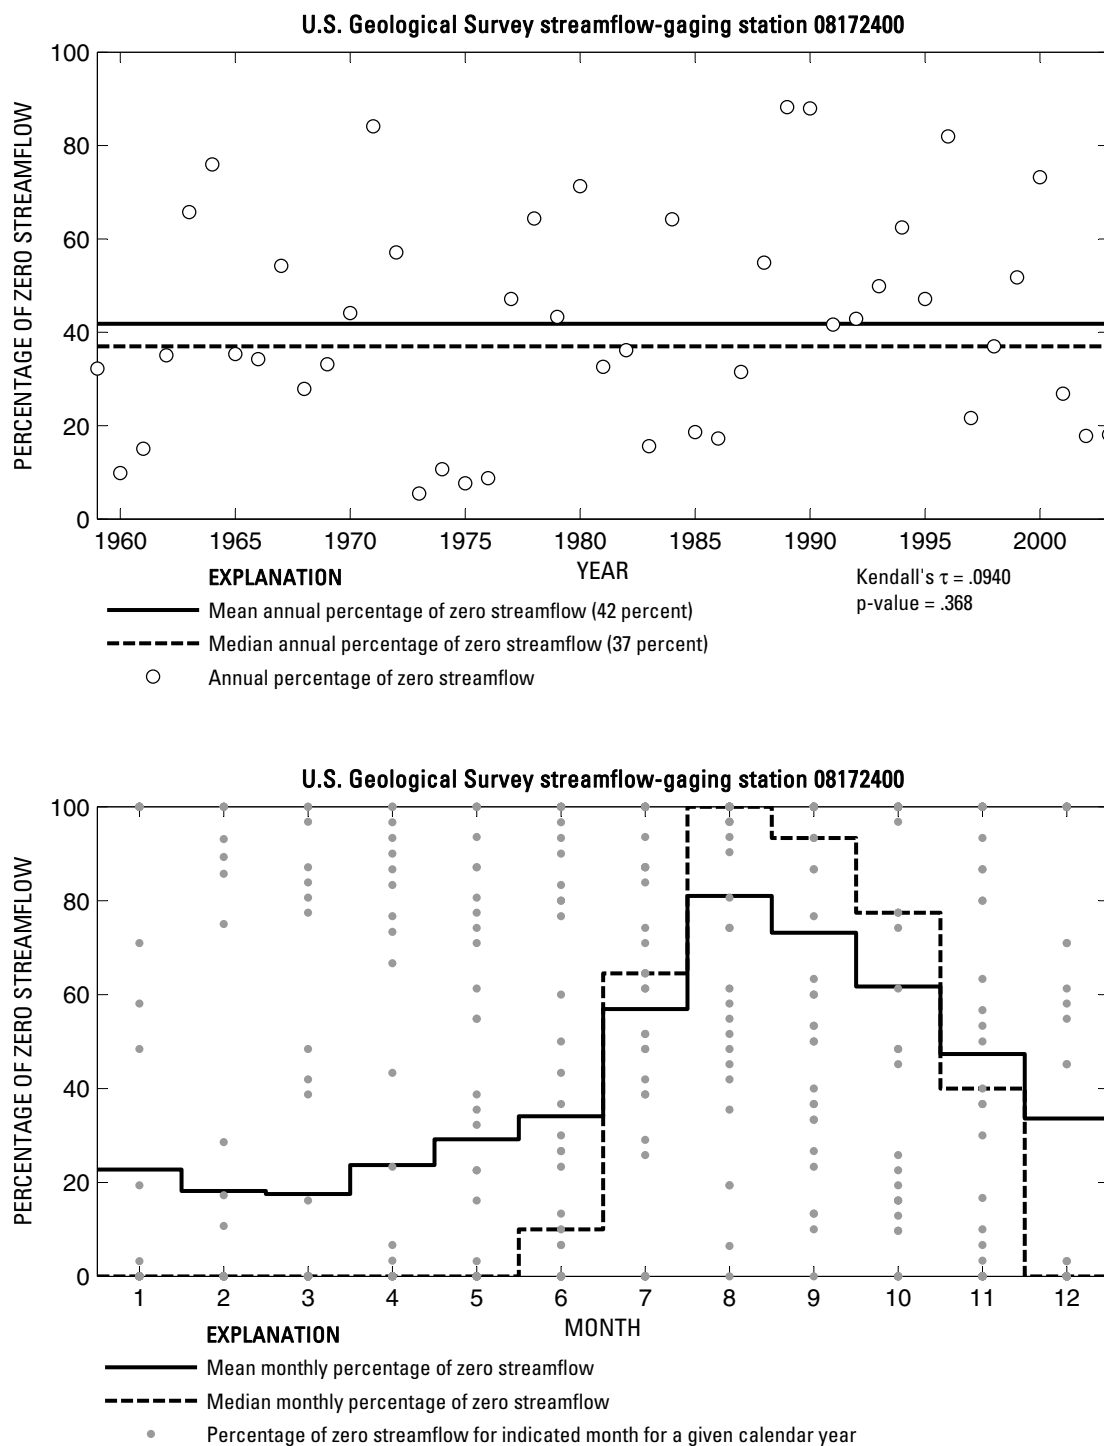 U.S. Geological Survey streamflow-gaging station 08172400
PERCENTAGE OF ZERO STREAMFLOW
100
80
60
40
20
0
1960 1965 1970 1975 1980 1985 1990 1995 2000
YEAR
EXPLANATION
Mean annual percentage of zero streamflow (42 percent)
Median annual percentage of zero streamflow (37 percent)
Annual percentage of zero streamflow
Kendall's τ = .0940
p-value = .368
U.S. Geological Survey streamflow-gaging station 08172400
PERCENTAGE OF ZERO STREAMFLOW
100
80
60
40
20
0
1 2 3 4 5 6 7 8 9 10 11 12
MONTH
EXPLANATION
Mean monthly percentage of zero streamflow
Median monthly percentage of zero streamflow
Percentage of zero streamflow for indicated month for a given calendar year